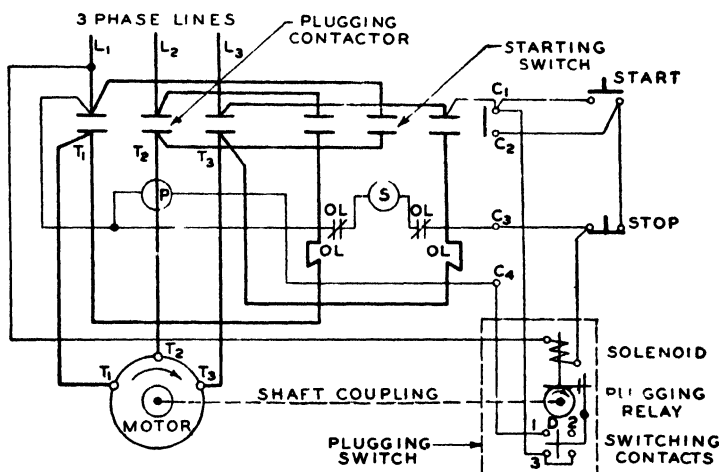 3 PHASE LINES
L1 L2 L3
PLUGGING CONTACTOR
STARTING SWITCH
C1
START
C2
T1 T2 T3
P
S
OL OL
C3
STOP
OL OL
C4
T2
T1 T3
SOLENOID
SHAFT COUPLING
PLUGGING RELAY
MOTOR
D
1 2
PLUGGING SWITCH
SWITCHING CONTACTS
3